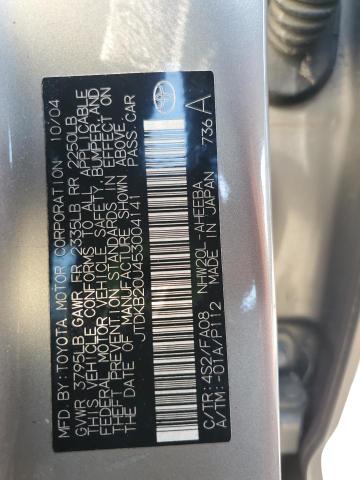 MFD. BY: TOYOTA MOTOR CORPORATION 10/04
GVWR 3795LB GAWR FR 2335LB RR 2250LB
THIS VEHICLE CONFORMS TO ALL APPLICABLE
FEDERAL MOTOR VEHICLE SAFETY, BUMPER, AND
THEFT PREVENTION STANDARDS IN EFFECT ON
THE DATE OF MANUFACTURE SHOWN ABOVE.
JTDKB20U453004141 PASS. CAR
NHW20L-AHEEBA
C/TR: 4S2/FA08 MADE IN JAPAN 736 A
A/TM: -01A/P112